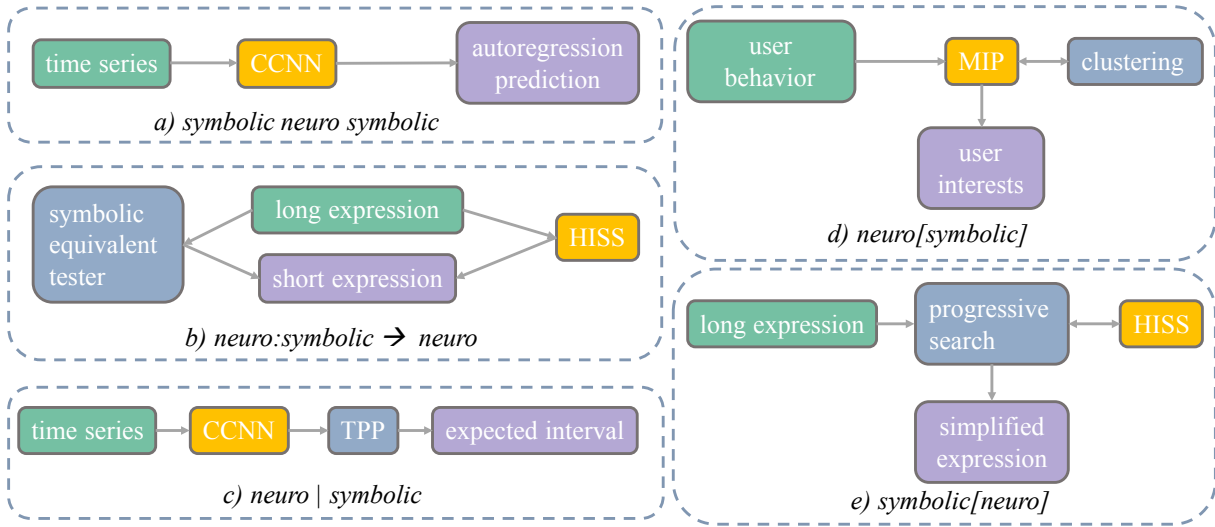 time series
CCNN
autoregression
prediction
a) symbolic neuro symbolic
symbolic
equivalent
tester
long expression
short expression
HISS
b) neuro:symbolic → neuro
time series
CCNN
TPP
expected interval
c) neuro | symbolic
user
behavior
MIP
clustering
user
interests
d) neuro[symbolic]
long expression
progressive
search
HISS
simplified
expression
e) symbolic[neuro]